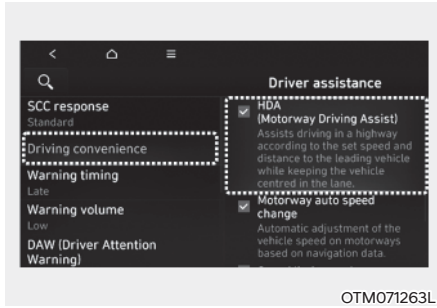 Driver assistance
SCC response
Standard
Driving convenience
Warning timing
Late
Warning volume
Low
DAW (Driver Attention
Warning)
HDA
(Motorway Driving Assist)
Assists driving in a highway
according to the set speed and
distance to the leading vehicle
while keeping the vehicle
centred in the lane.
Motorway auto speed
change
Automatic adjustment of the
vehicle speed on motorways
based on navigation data.
OTM071263L